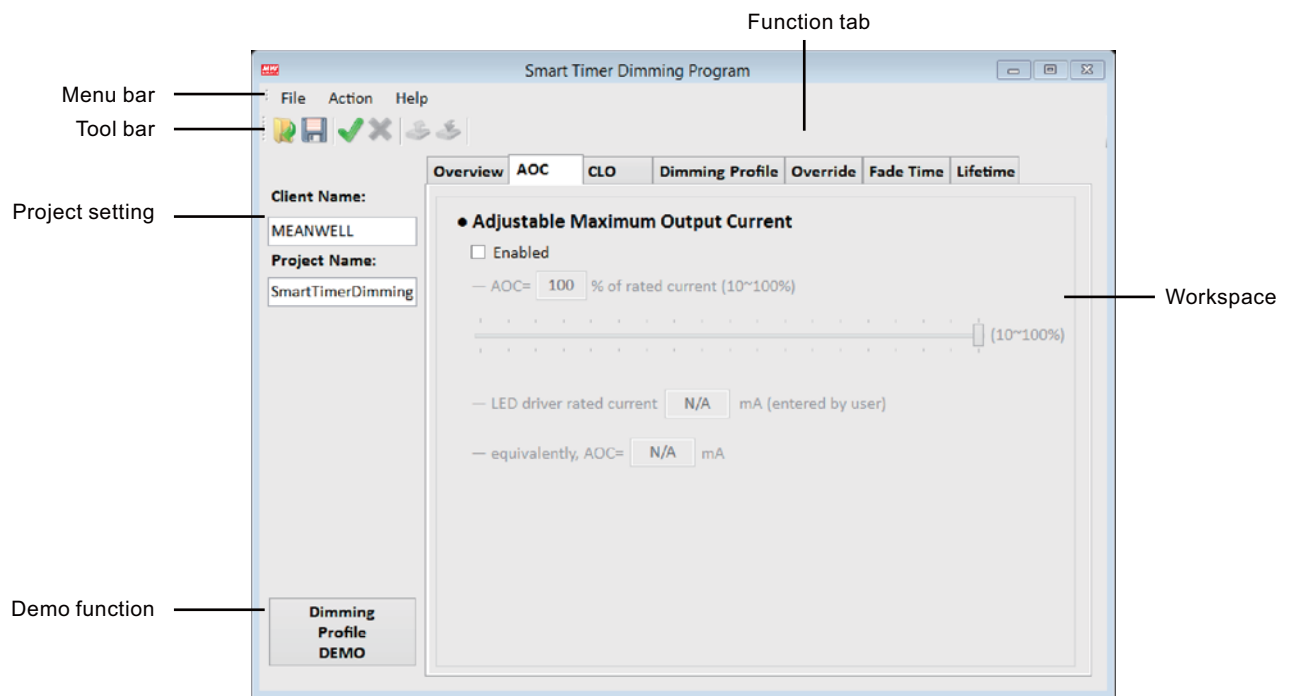 Function tab
Smart Timer Dimming Program
Menu bar
File Action Help
Tool bar
Overview AOC CLO Dimming Profile Override Fade Time Lifetime
Project setting
Client Name:
MEANWELL
Project Name:
SmartTimerDimming
● Adjustable Maximum Output Current
Enabled
— AOC= 100 % of rated current (10~100%)
(10~100%)
Workspace
— LED driver rated current N/A mA (entered by user)
— equivalently, AOC= N/A mA
Demo function
Dimming
Profile
DEMO